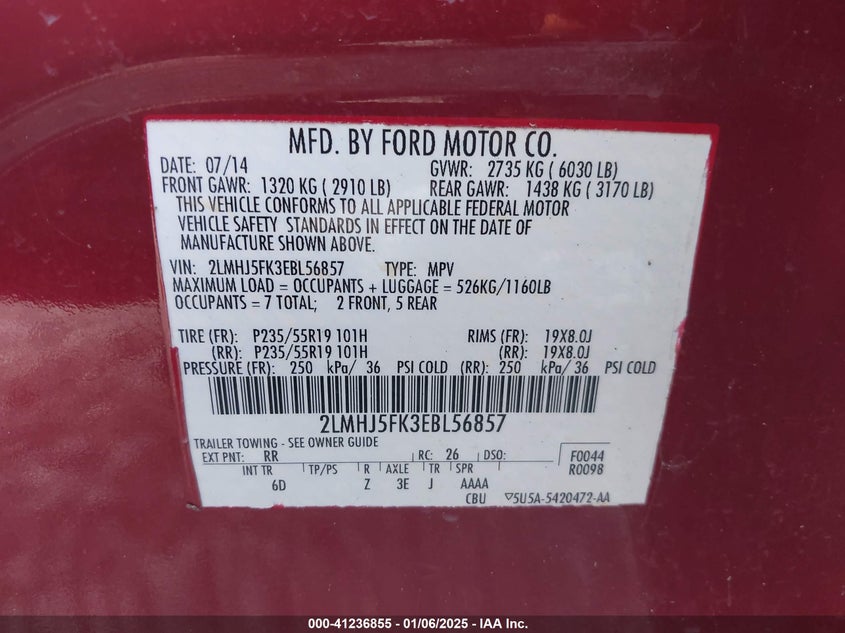 MFD. BY FORD MOTOR CO.
DATE: 07/14 GVWR: 2735 KG ( 6030 LB)
FRONT GAWR: 1320 KG ( 2910 LB) REAR GAWR: 1438 KG ( 3170 LB)
THIS VEHICLE CONFORMS TO ALL APPLICABLE FEDERAL MOTOR
VEHICLE SAFETY STANDARDS IN EFFECT ON THE DATE OF
MANUFACTURE SHOWN ABOVE.
VIN: 2LMHJ5FK3EBL56857 TYPE: MPV
MAXIMUM LOAD = OCCUPANTS + LUGGAGE = 526KG/1160LB
OCCUPANTS = 7 TOTAL; 2 FRONT, 5 REAR
TIRE (FR): P235/55R19 101H RIMS (FR): 19X8.0J
(RR): P235/55R19 101H (RR): 19X8.0J
PRESSURE (FR): 250 kPa/ 36 PSI COLD (RR): 250 kPa/ 36 PSI COLD
2LMHJ5FK3EBL56857
TRAILER TOWING - SEE OWNER GUIDE
EXT PNT: RR RC: 26 DSO: F0044
INT TR TP/PS R AXLE TR SPR R0098
6D Z 3E J AAAA
CBU ▽5U5A-5420472-AA
000-41236855 — 01/06/2025 — IAA Inc.